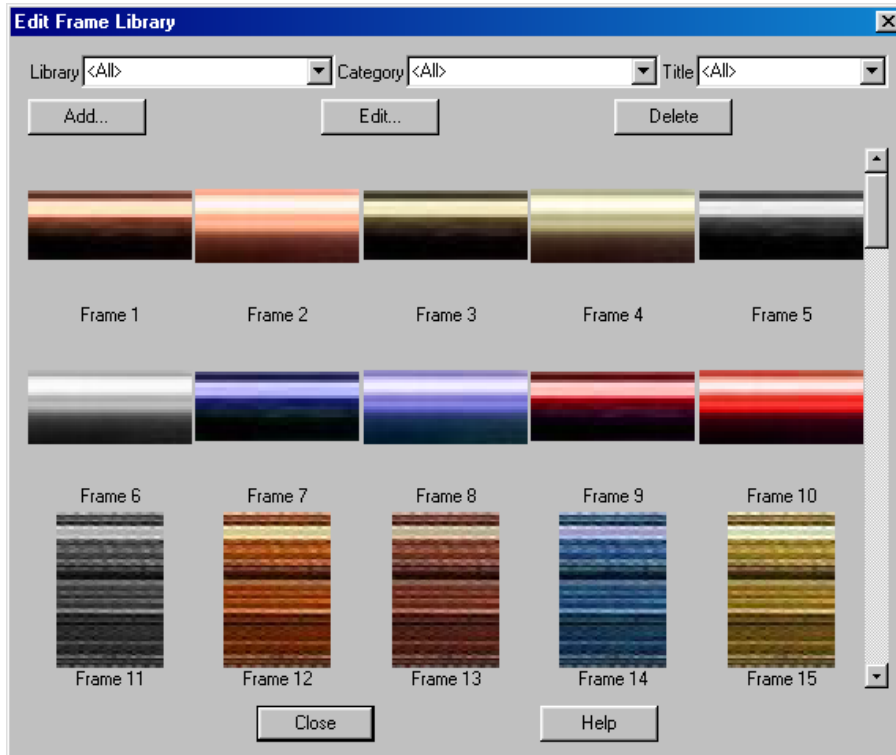 Edit Frame Library
Library <All> Category <All> Title <All>
Add... Edit... Delete
Frame 1 Frame 2 Frame 3 Frame 4 Frame 5
Frame 6 Frame 7 Frame 8 Frame 9 Frame 10
Frame 11 Frame 12 Frame 13 Frame 14 Frame 15
Close Help